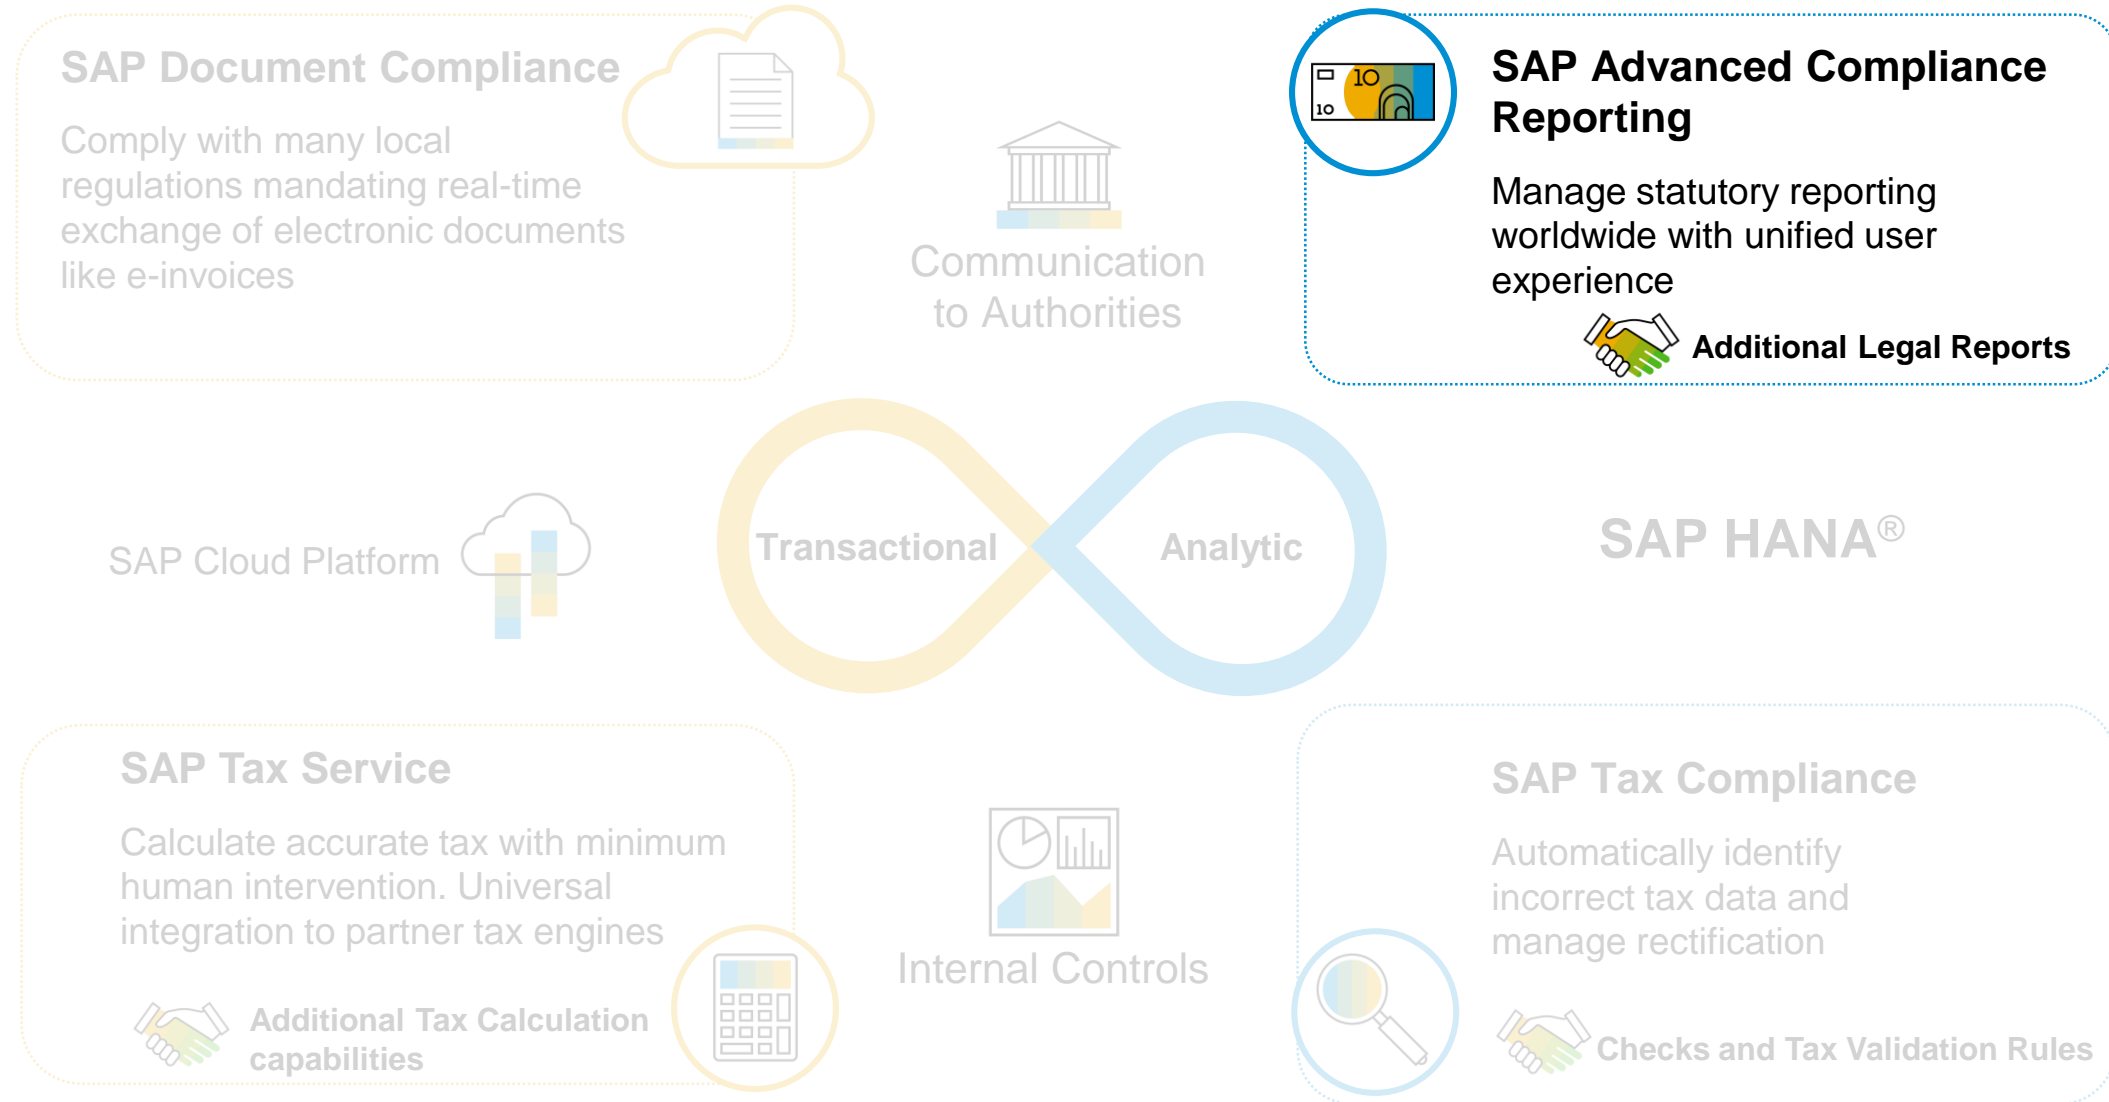 SAP Document Compliance
Comply with many local
regulations mandating real-time
exchange of electronic documents
like e-invoices
Communication
to Authorities
10
10
SAP Advanced Compliance
Reporting
Manage statutory reporting
worldwide with unified user
experience
Additional Legal Reports
SAP Cloud Platform
Transactional
Analytic
SAP HANA®
SAP Tax Service
Calculate accurate tax with minimum
human intervention. Universal
integration to partner tax engines
Additional Tax Calculation
capabilities
Internal Controls
SAP Tax Compliance
Automatically identify
incorrect tax data and
manage rectification
Checks and Tax Validation Rules